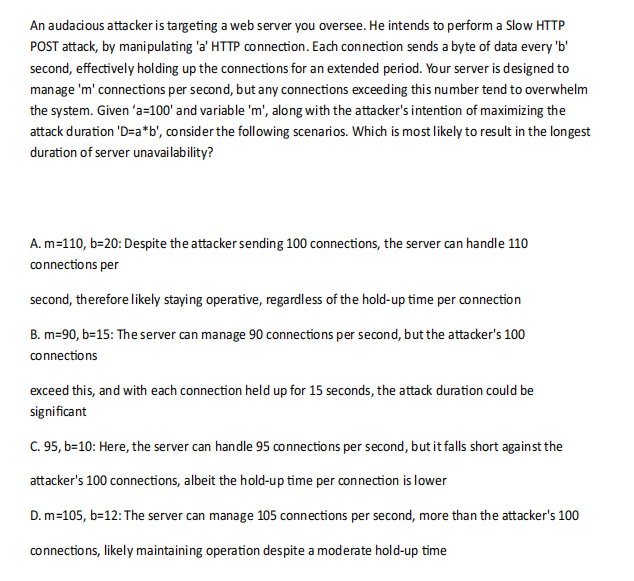 An audacious attacker is targeting a web server you oversee. He intends to perform a Slow HTTP
POST attack, by manipulating 'a' HTTP connection. Each connection sends a byte of data every 'b'
second, effectively holding up the connections for an extended period. Your server is designed to
manage 'm' connections per second, but any connections exceeding this number tend to overwhelm
the system. Given ‘a=100' and variable 'm', along with the attacker's intention of maximizing the
attack duration 'D=a*b', consider the following scenarios. Which is most likely to result in the longest
duration of server unavailability?
A. m=110, b=20: Despite the attacker sending 100 connections, the server can handle 110
connections per
second, therefore likely staying operative, regardless of the hold-up time per connection
B. m=90, b=15: The server can manage 90 connections per second, but the attacker's 100
connections
exceed this, and with each connection held up for 15 seconds, the attack duration could be
significant
C. 95, b=10: Here, the server can handle 95 connections per second, but it falls short against the
attacker's 100 connections, albeit the hold-up time per connection is lower
D. m=105, b=12: The server can manage 105 connections per second, more than the attacker's 100
connections, likely maintaining operation despite a moderate hold-up time